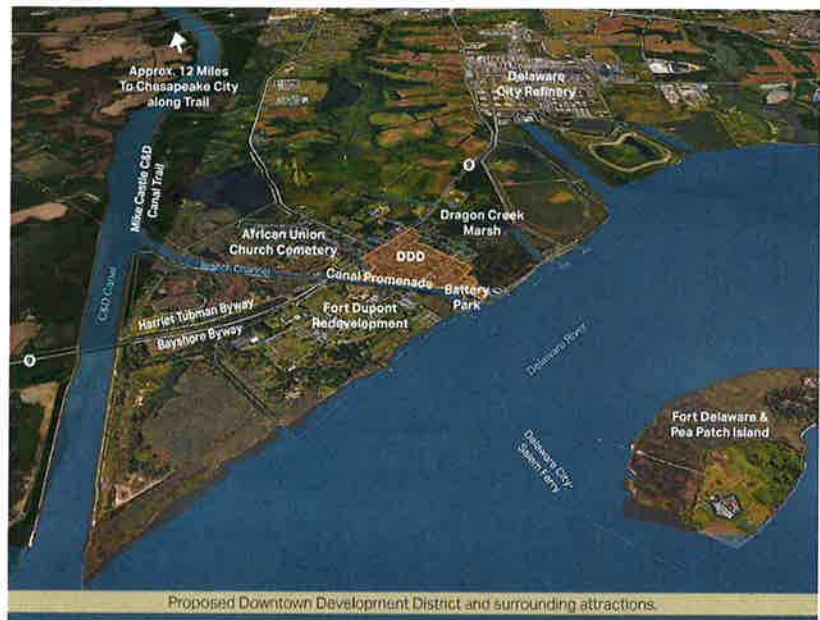 Approx. 12 Miles
To Chesapeake City
along Trail
Delaware
City Refinery
Mike Castle C&D
Canal Trail
9
Dragon Creek
Marsh
African Union
Church Cemetery
DDD
Branch Channel
Canal Promenade
Battery
Park
C&D Canal
Harriet Tubman Byway
Bayshore Byway
Fort Dupont
Redevelopment
9
Delaware River
Fort Delaware &
Pea Patch Island
Delaware City-
Salem Ferry
Proposed Downtown Development District and surrounding attractions.